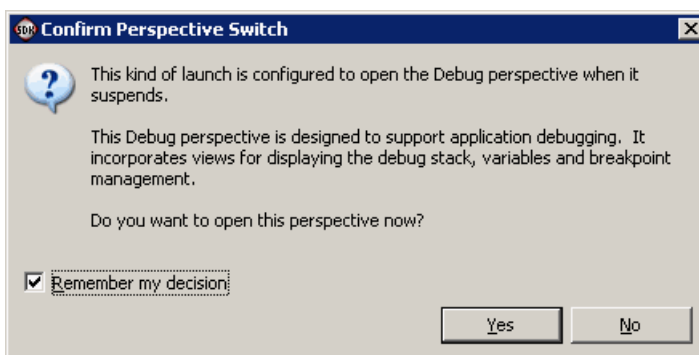 SDK Confirm Perspective Switch
This kind of launch is configured to open the Debug perspective when it
suspends.
This Debug perspective is designed to support application debugging. It
incorporates views for displaying the debug stack, variables and breakpoint
management.
Do you want to open this perspective now?
Remember my decision
Yes No